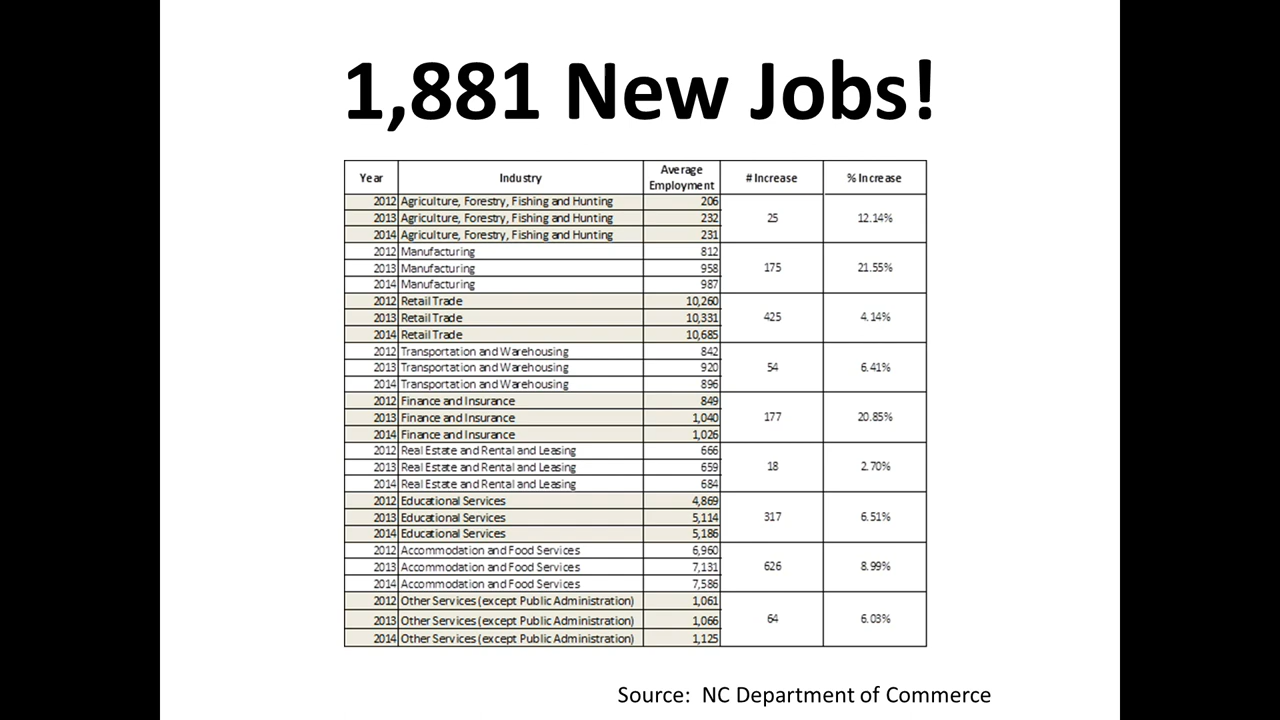 1,881 New Jobs!
Year Industry Average Employment # Increase % Increase
2012 Agriculture, Forestry, Fishing and Hunting 206
2013 Agriculture, Forestry, Fishing and Hunting 232 25 12.14%
2014 Agriculture, Forestry, Fishing and Hunting 231
2012 Manufacturing 812
2013 Manufacturing 958 175 21.55%
2014 Manufacturing 987
2012 Retail Trade 10,260
2013 Retail Trade 10,331 425 4.14%
2014 Retail Trade 10,685
2012 Transportation and Warehousing 842
2013 Transportation and Warehousing 920 54 6.41%
2014 Transportation and Warehousing 896
2012 Finance and Insurance 849
2013 Finance and Insurance 1,040 177 20.85%
2014 Finance and Insurance 1,026
2012 Real Estate and Rental and Leasing 666
2013 Real Estate and Rental and Leasing 659 18 2.70%
2014 Real Estate and Rental and Leasing 684
2012 Educational Services 4,869
2013 Educational Services 5,114 317 6.51%
2014 Educational Services 5,186
2012 Accommodation and Food Services 6,960
2013 Accommodation and Food Services 7,131 626 8.99%
2014 Accommodation and Food Services 7,586
2012 Other Services (except Public Administration) 1,061
2013 Other Services (except Public Administration) 1,066 64 6.03%
2014 Other Services (except Public Administration) 1,125
Source: NC Department of Commerce